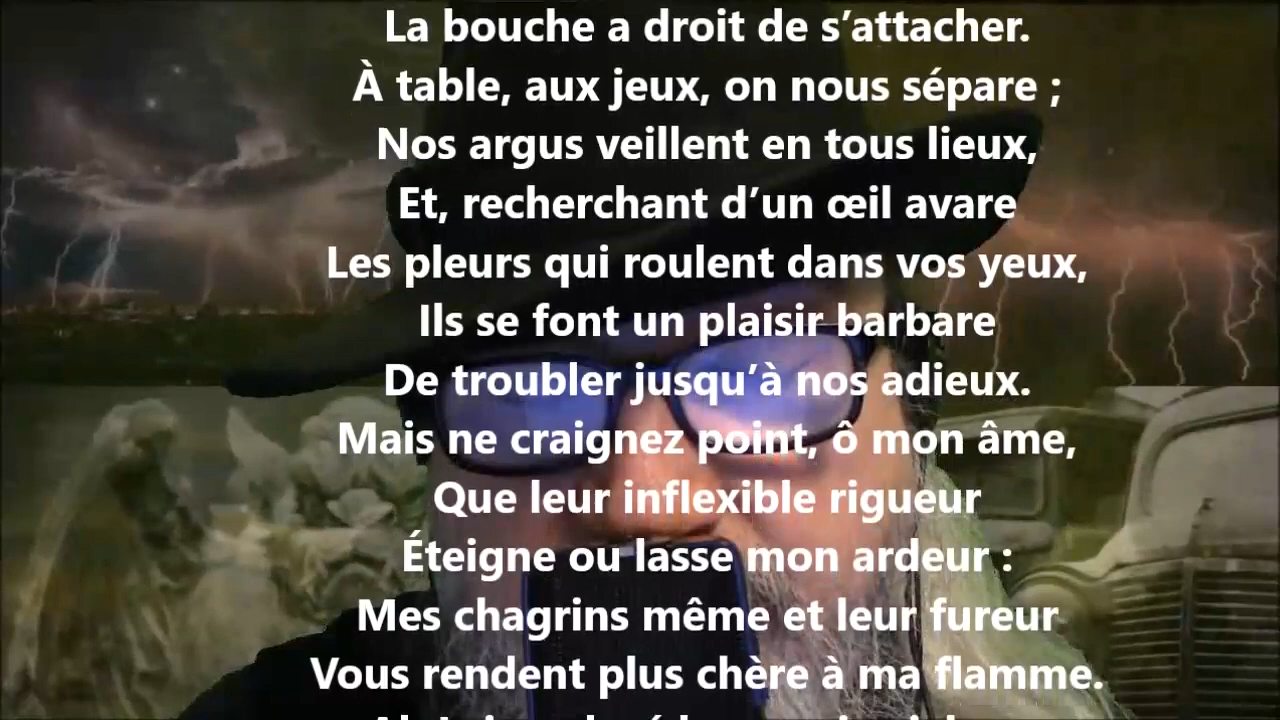 La bouche a droit de s’attacher.
À table, aux jeux, on nous sépare ;
Nos argus veillent en tous lieux,
Et, recherchant d’un œil avare
Les pleurs qui roulent dans vos yeux,
Ils se font un plaisir barbare
De troubler jusqu’à nos adieux.
Mais ne craignez point, ô mon âme,
Que leur inflexible rigueur
Éteigne ou lasse mon ardeur :
Mes chagrins même et leur fureur
Vous rendent plus chère à ma flamme.